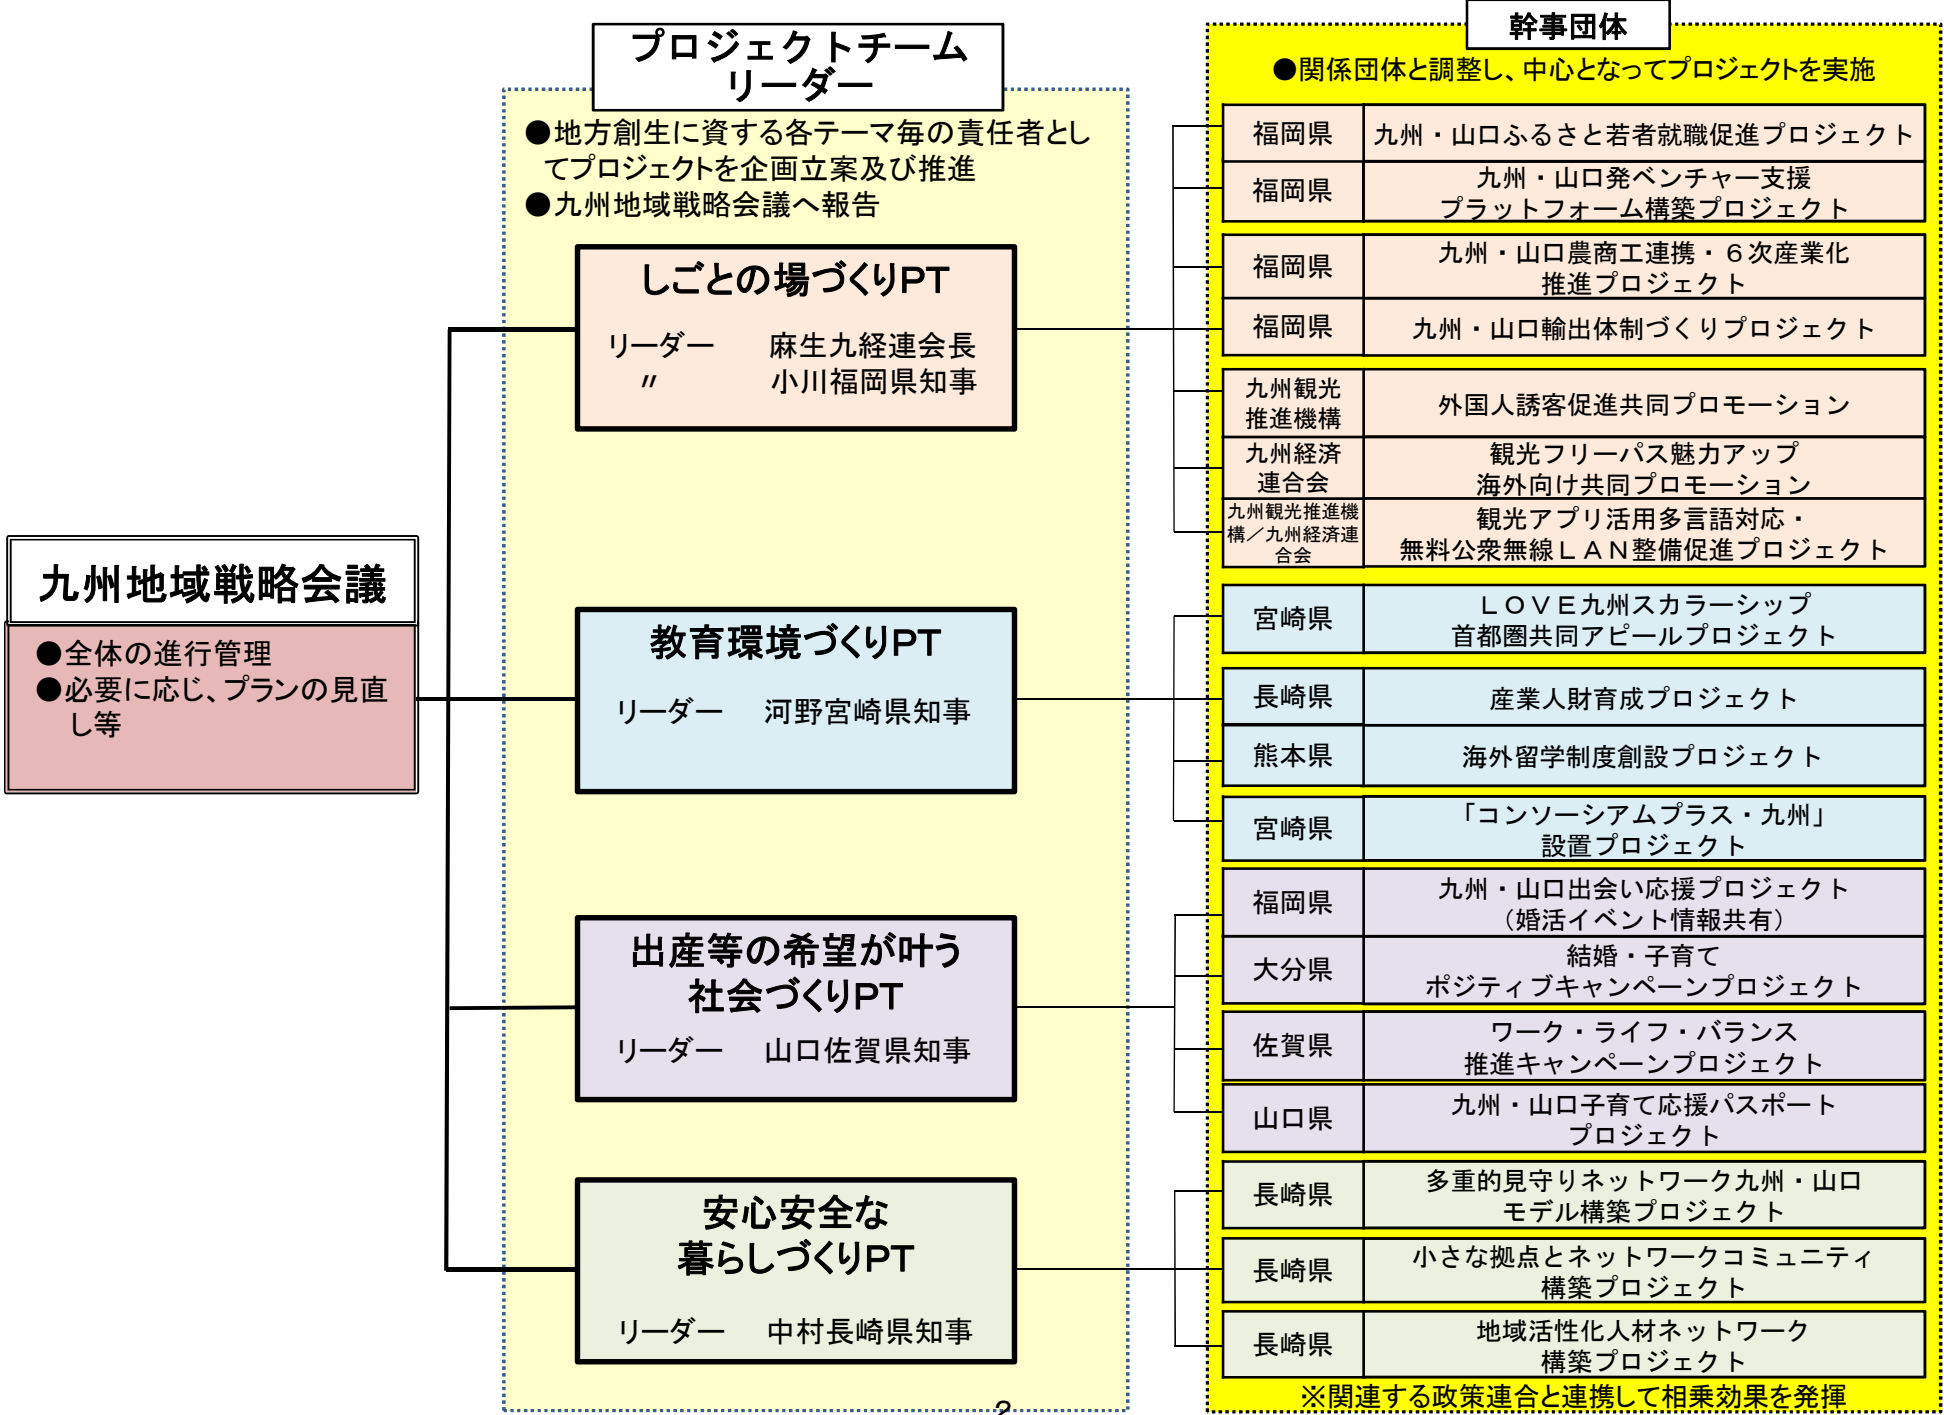 九州地域戦略会議
●全体の進行管理
●必要に応じ、プランの見直
し等
プロジェクトチーム
リーダー
●地方創生に資する各テーマ毎の責任者とし
てプロジェクトを企画立案及び推進
●九州地域戦略会議へ報告
しごとの場づくりPT
リーダー　麻生九経連会長
〃　小川福岡県知事
教育環境づくりPT
リーダー　河野宮崎県知事
出産等の希望が叶う
社会づくりPT
リーダー　山口佐賀県知事
安心安全な
暮らしづくりPT
リーダー　中村長崎県知事
幹事団体
●関係団体と調整し、中心となってプロジェクトを実施
福岡県　九州・山口ふるさと若者就職促進プロジェクト
福岡県
九州・山口発ベンチャー支援
プラットフォーム構築プロジェクト
福岡県
九州・山口農商工連携・６次産業化
推進プロジェクト
福岡県　九州・山口輸出体制づくりプロジェクト
九州観光
推進機構
外国人誘客促進共同プロモーション
九州経済
連合会
観光フリーパス魅力アップ
海外向け共同プロモーション
九州観光推進機
構／九州経済連
合会
観光アプリ活用多言語対応・
無料公衆無線ＬＡＮ整備促進プロジェクト
宮崎県
ＬＯＶＥ九州スカラーシップ
首都圏共同アピールプロジェクト
長崎県　産業人財育成プロジェクト
熊本県　海外留学制度創設プロジェクト
宮崎県
「コンソーシアムプラス・九州」
設置プロジェクト
福岡県
九州・山口出会い応援プロジェクト
（婚活イベント情報共有）
大分県
結婚・子育て
ポジティブキャンペーンプロジェクト
佐賀県
ワーク・ライフ・バランス
推進キャンペーンプロジェクト
山口県
九州・山口子育て応援パスポート
プロジェクト
長崎県
多重的見守りネットワーク九州・山口
モデル構築プロジェクト
長崎県
小さな拠点とネットワークコミュニティ
構築プロジェクト
長崎県
地域活性化人材ネットワーク
構築プロジェクト
※関連する政策連合と連携して相乗効果を発揮
2